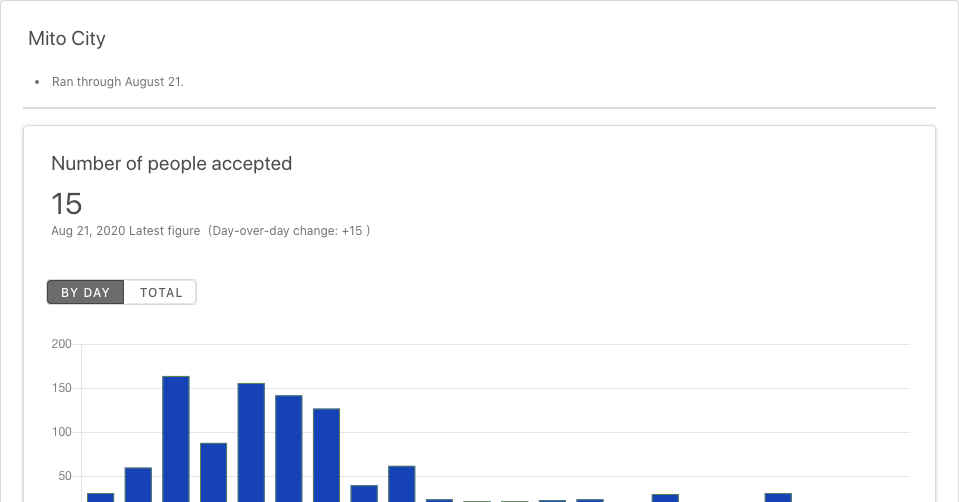 Mito City
• Ran through August 21.
Number of people accepted
15
Aug 21, 2020 Latest figure (Day-over-day change: +15 )
BY DAY TOTAL
200
150
100
50